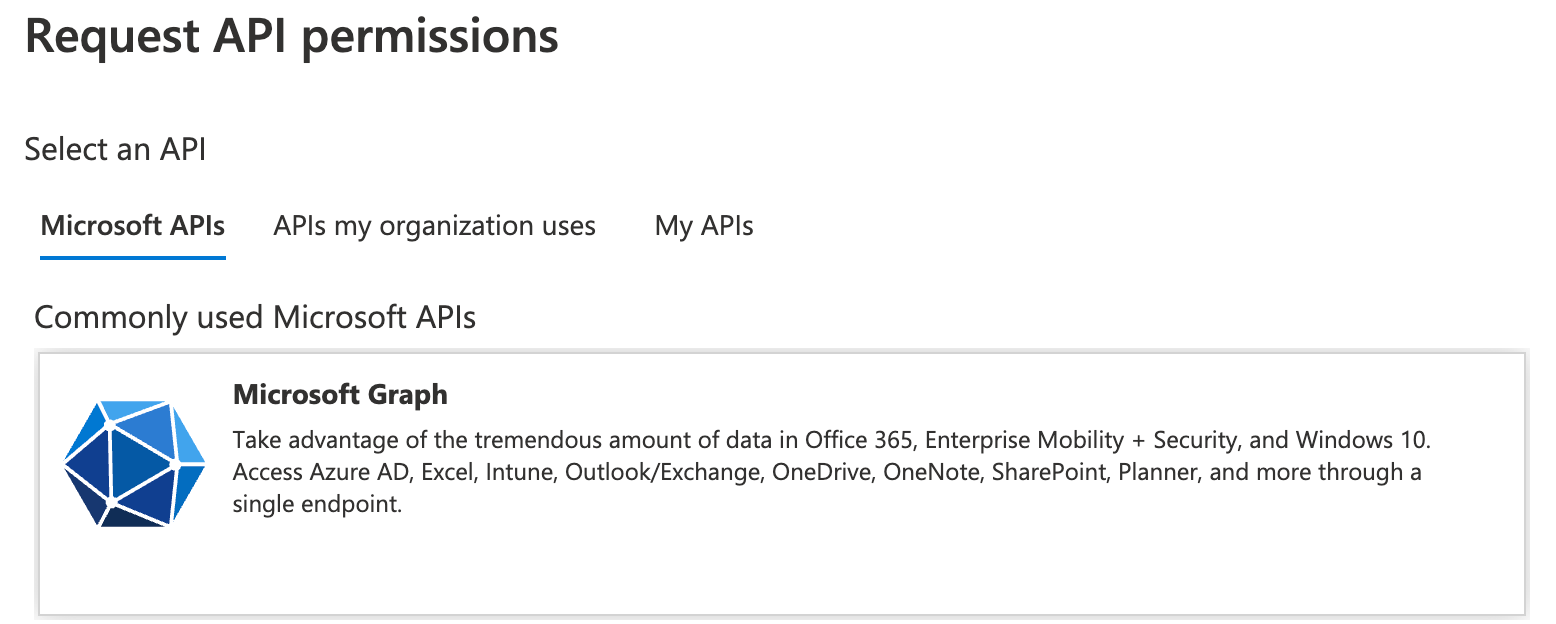 Request API permissions
Select an API
Microsoft APIs APIs my organization uses My APIs
Commonly used Microsoft APIs
Microsoft Graph
Take advantage of the tremendous amount of data in Office 365, Enterprise Mobility + Security, and Windows 10.
Access Azure AD, Excel, Intune, Outlook/Exchange, OneDrive, OneNote, SharePoint, Planner, and more through a
single endpoint.